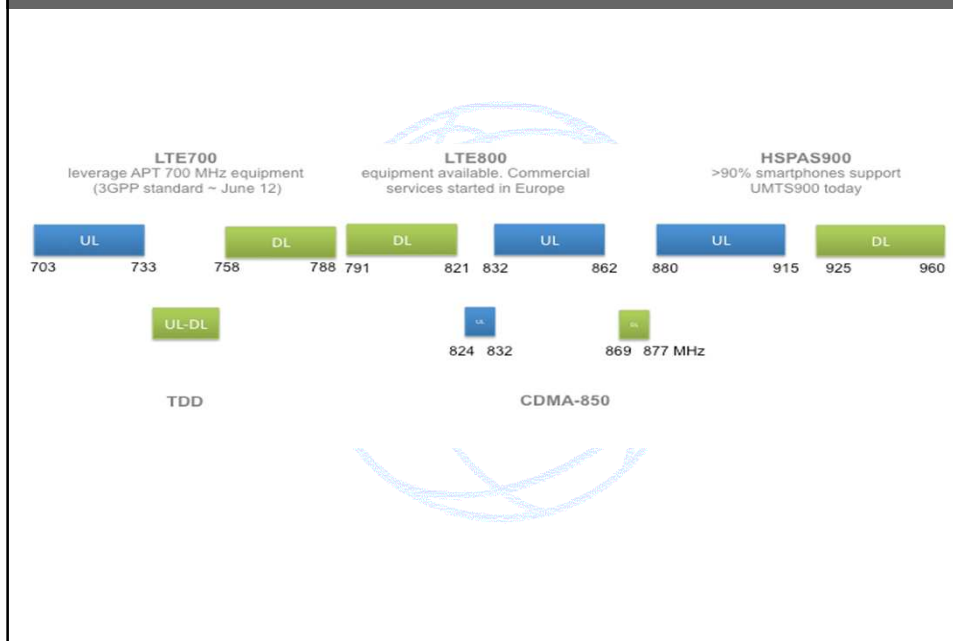 LTE700
leverage APT 700 MHz equipment
(3GPP standard ~ June 12)
LTE800
equipment available. Commercial
services started in Europe
HSPAS900
>90% smartphones support
UMTS900 today
UL
DL
DL
UL
UL
DL
703 733 758 788 791 821 832 862 880 915 925 960
UL-DL
UL
DL
824 832 869 877 MHz
TDD
CDMA-850